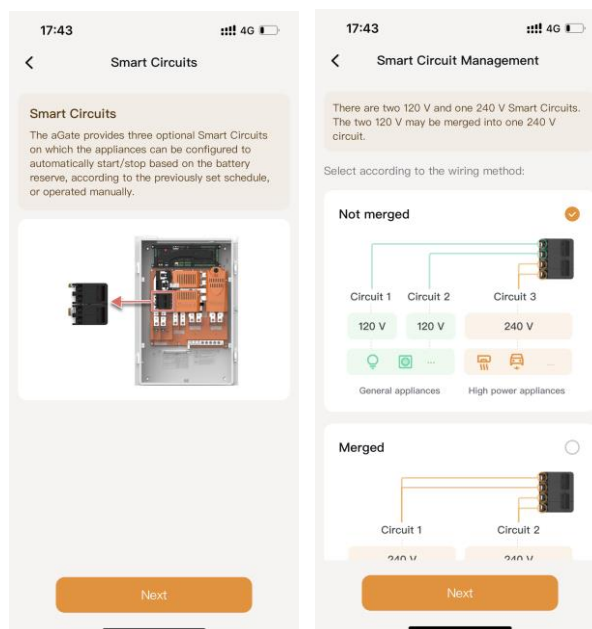 17:43
4G
Smart Circuits
Smart Circuits
The aGate provides three optional Smart Circuits
on which the appliances can be configured to
automatically start/stop based on the battery
reserve, according to the previously set schedule,
or operated manually.
Next
17:43
4G
Smart Circuit Management
There are two 120 V and one 240 V Smart Circuits.
The two 120 V may be merged into one 240 V
circuit.
Select according to the wiring method:
Not merged
Circuit 1 Circuit 2 Circuit 3
120 V 120 V 240 V
... ...
General appliances High power appliances
Merged
Circuit 1 Circuit 2
240 V 240 V
Next